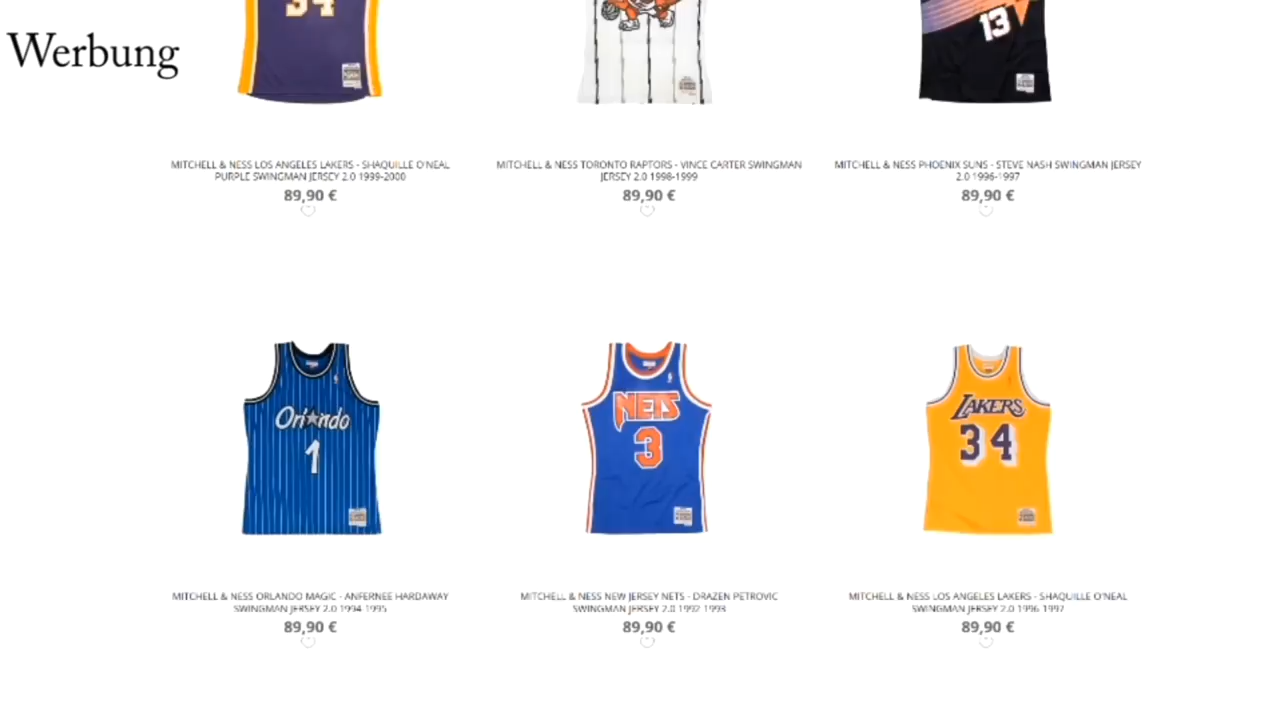 34
13
Werbung
MITCHELL & NESS LOS ANGELES LAKERS - SHAQUILLE O'NEAL
PURPLE SWINGMAN JERSEY 2.0 1999-2000
89,90 €
MITCHELL & NESS TORONTO RAPTORS - VINCE CARTER SWINGMAN
JERSEY 2.0 1998-1999
89,90 €
MITCHELL & NESS PHOENIX SUNS - STEVE NASH SWINGMAN JERSEY
2.0 1996-1997
89,90 €
Orlando
1
NETS
3
LAKERS
34
MITCHELL & NESS ORLANDO MAGIC - ANFERNEE HARDAWAY
SWINGMAN JERSEY 2.0 1994-1995
89,90 €
MITCHELL & NESS NEW JERSEY NETS - DRAZEN PETROVIC
SWINGMAN JERSEY 2.0 1992-1993
89,90 €
MITCHELL & NESS LOS ANGELES LAKERS - SHAQUILLE O'NEAL
SWINGMAN JERSEY 2.0 1996-1997
89,90 €